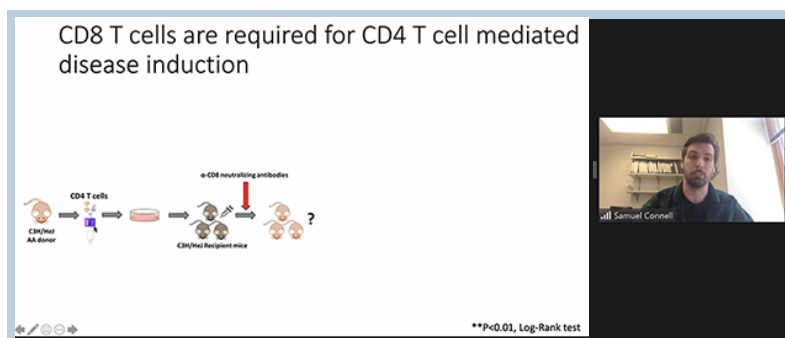 CD8 T cells are required for CD4 T cell mediated
disease induction
α-CD8 neutralizing antibodies
CD4 T cells
?
C3H/HeJ
AA donor
C3H/HeJ Recipient mice
**P<0.01, Log-Rank test
Samuel Connell